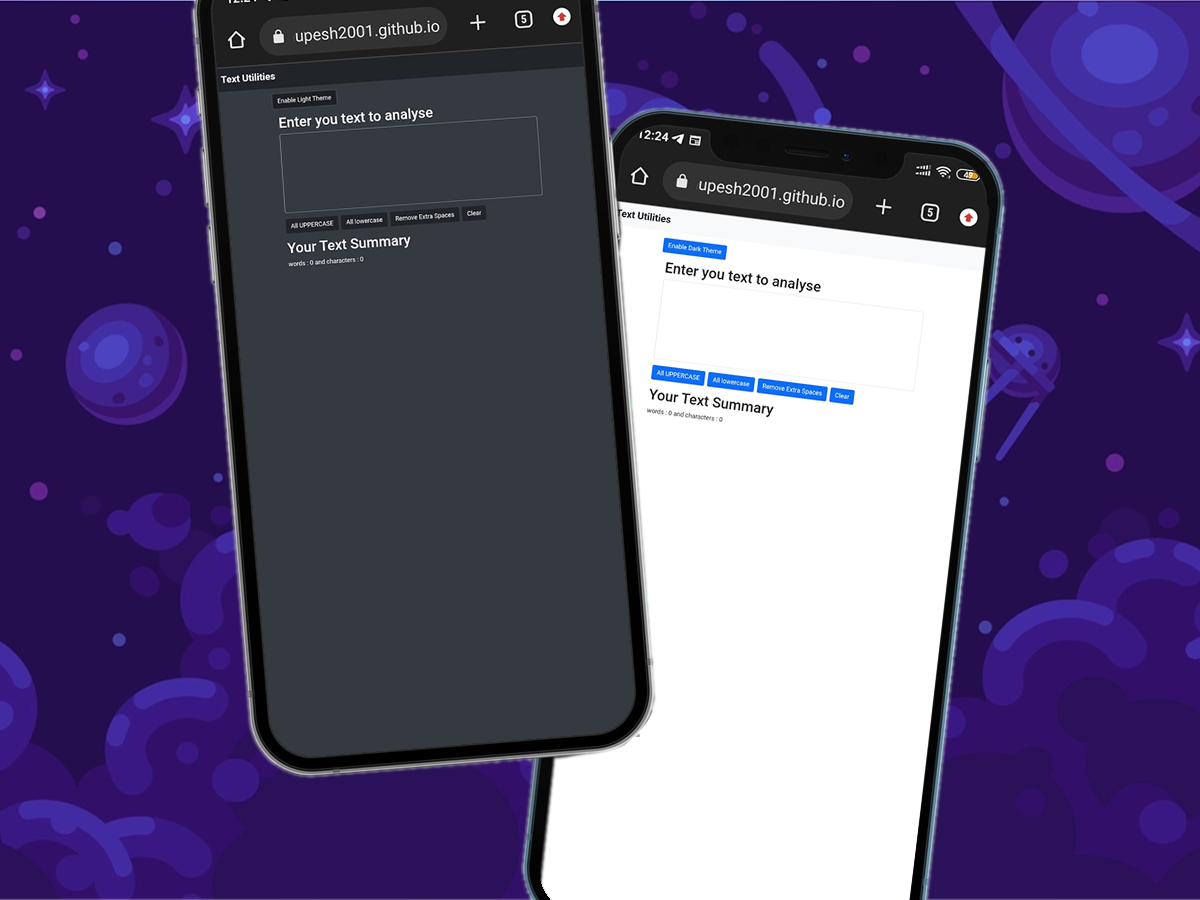 upesh2001.github.io
5
Text Utilities
Enable Light Theme
Enter you text to analyse
All UPPERCASE All lowercase Remove Extra Spaces Clear
Your Text Summary
words : 0 and characters : 0
12:24
49
upesh2001.github.io
5
Text Utilities
Enable Dark Theme
Enter you text to analyse
All UPPERCASE All lowercase Remove Extra Spaces Clear
Your Text Summary
words : 0 and characters : 0